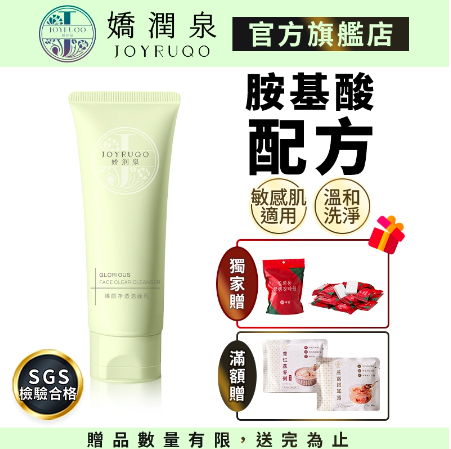 JOYRUQO
嬌潤泉
JOYRUQO
官方旗艦店
胺基酸
配方
敏感肌
適用
溫和
洗淨
JOYRUQO
嬌潤泉
GLORIOUS
FACE CLEAR CLEANSER
獨家贈
滿額贈
SGS
檢驗合格
贈品數量有限，送完為止